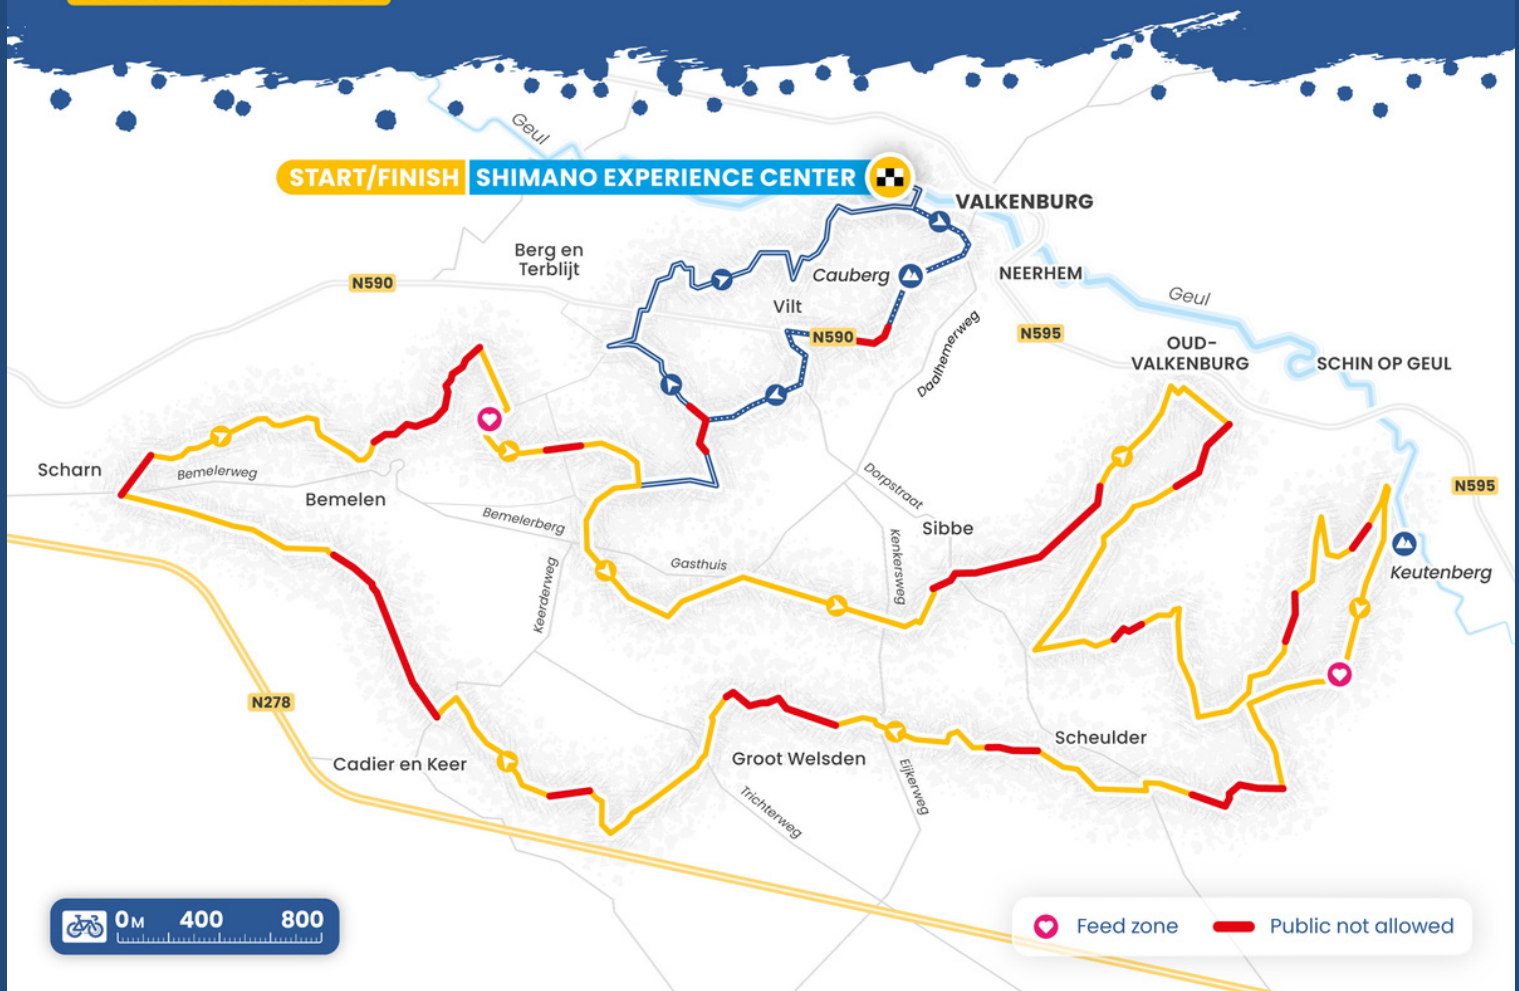 Geul
START/FINISH SHIMANO EXPERIENCE CENTER
VALKENBURG
Berg en
Terblijt
N590
Cauberg
NEERHEM
Geul
Vilt
N590
N595
Daalhemerweg
OUD-
VALKENBURG
SCHIN OP GEUL
Scharn
Bemelerweg
Bemelen
Dorpstraat
N595
Bemelerberg
Sibbe
Kenkersweg
Gasthuis
Keutenberg
Keerderweg
N278
Cadier en Keer
Groot Welsden
Scheulder
Eijkerweg
Trichterweg
0M 400 800
Feed zone
Public not allowed